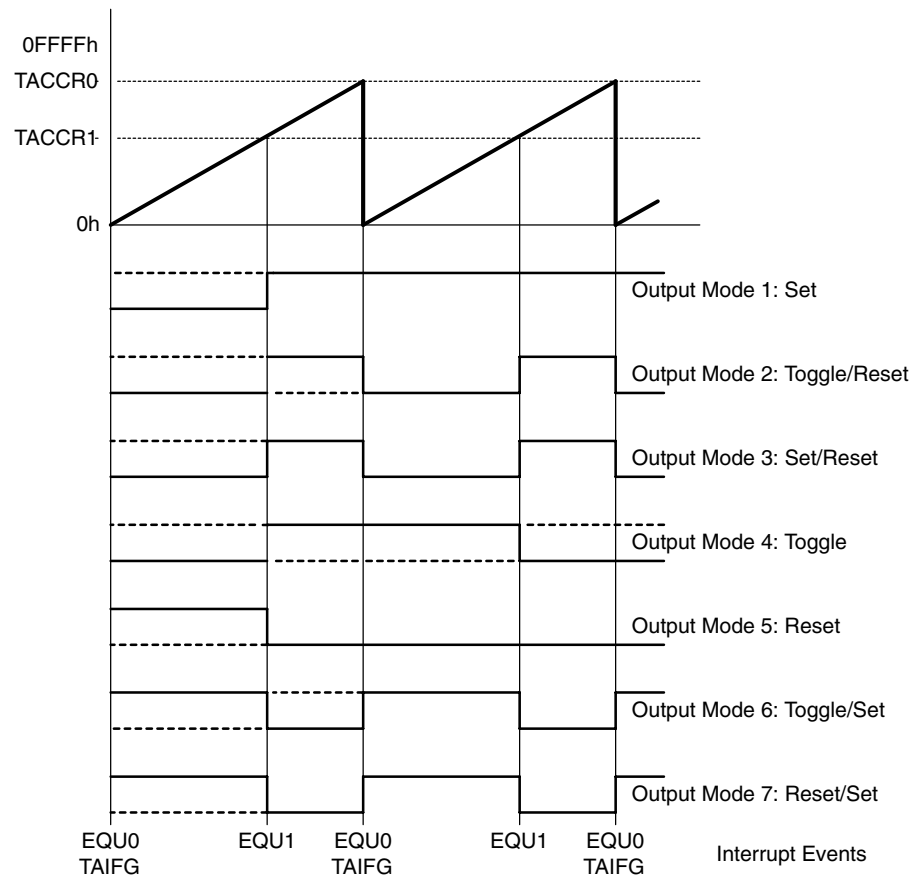 0FFFFh
TACCR0
TACCR1
0h
Output Mode 1: Set
Output Mode 2: Toggle/Reset
Output Mode 3: Set/Reset
Output Mode 4: Toggle
Output Mode 5: Reset
Output Mode 6: Toggle/Set
Output Mode 7: Reset/Set
EQU0 EQU1 EQU0 EQU1 EQU0
TAIFG TAIFG TAIFG
Interrupt Events